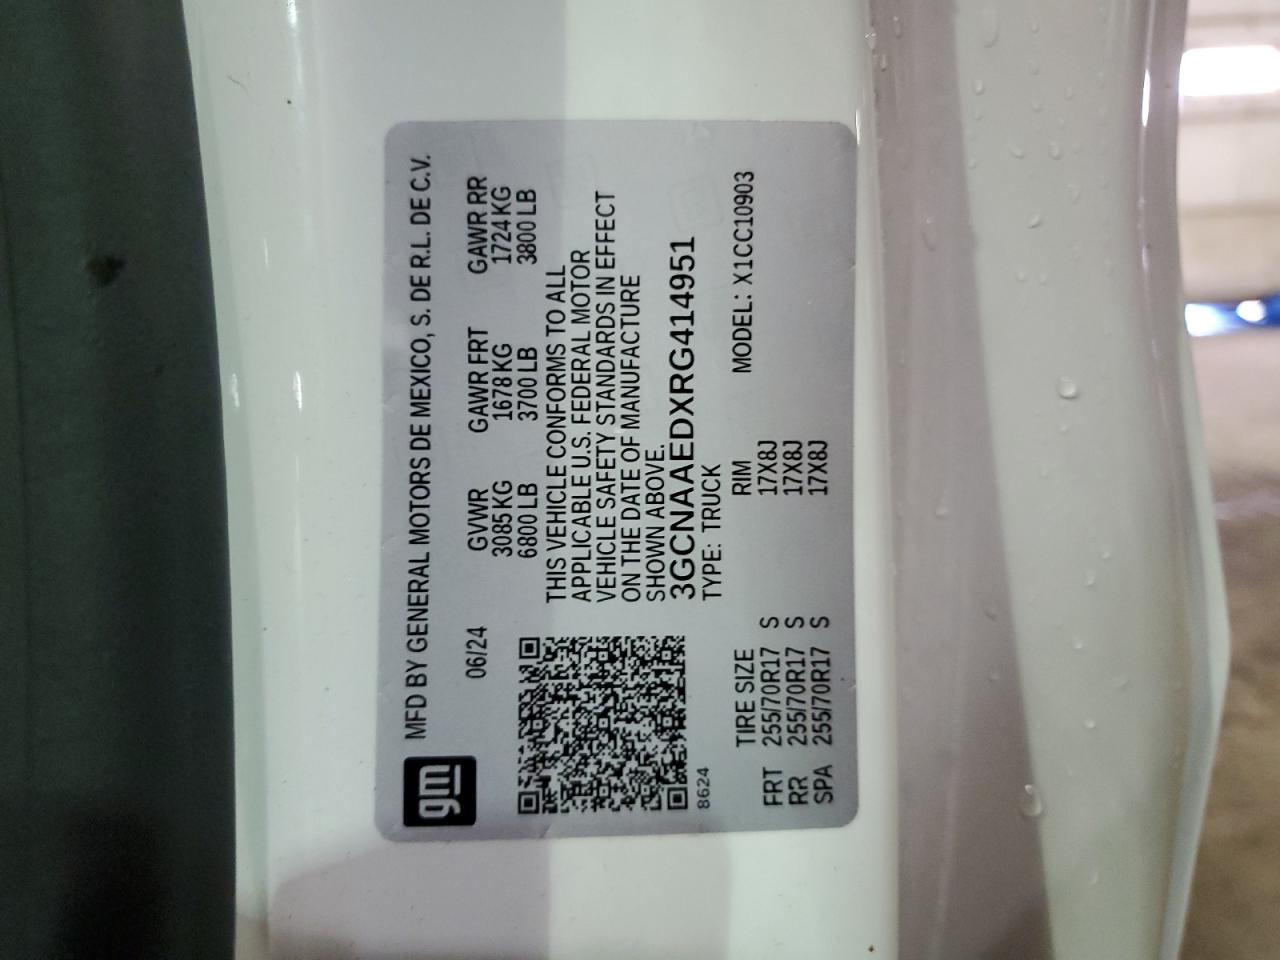 gm
MFD BY GENERAL MOTORS DE MEXICO, S. DE R.L. DE C.V.
06/24
GVWR GAWR FRT GAWR RR
3085 KG 1678 KG 1724 KG
6800 LB 3700 LB 3800 LB
THIS VEHICLE CONFORMS TO ALL
APPLICABLE U.S. FEDERAL MOTOR
VEHICLE SAFETY STANDARDS IN EFFECT
ON THE DATE OF MANUFACTURE
SHOWN ABOVE.
3GCNAAEDXRG414951
8624
TYPE: TRUCK
TIRE SIZE RIM MODEL: X1CC10903
FRT 255/70R17 S 17X8J
RR 255/70R17 S 17X8J
SPA 255/70R17 S 17X8J